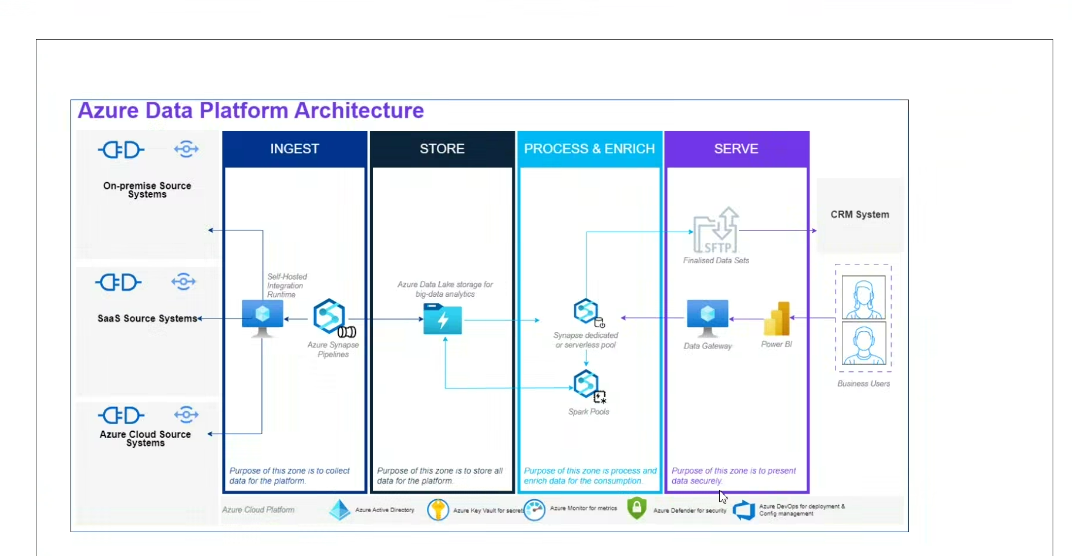 Azure Data Platform Architecture
INGEST
STORE
PROCESS & ENRICH
SERVE
On-premise Source
Systems
SaaS Source Systems
Azure Cloud Source
Systems
Self-Hosted
Integration
Runtime
Azure Synapse
Pipelines
Purpose of this zone is to collect
data for the platform.
Azure Data Lake storage for
big-data analytics
Purpose of this zone is to store all
data for the platform.
Synapse dedicated
or serverless pool
Spark Pools
Purpose of this zone is process and
enrich data for the consumption.
SFTP
Finalised Data Sets
Data Gateway
Power BI
Purpose of this zone is to present
data securely.
CRM System
Business Users
Azure Cloud Platform
Azure Active Directory
Azure Key Vault for secret
Azure Monitor for metrics
Azure Defender for security
Azure DevOps for deployment &
Config management